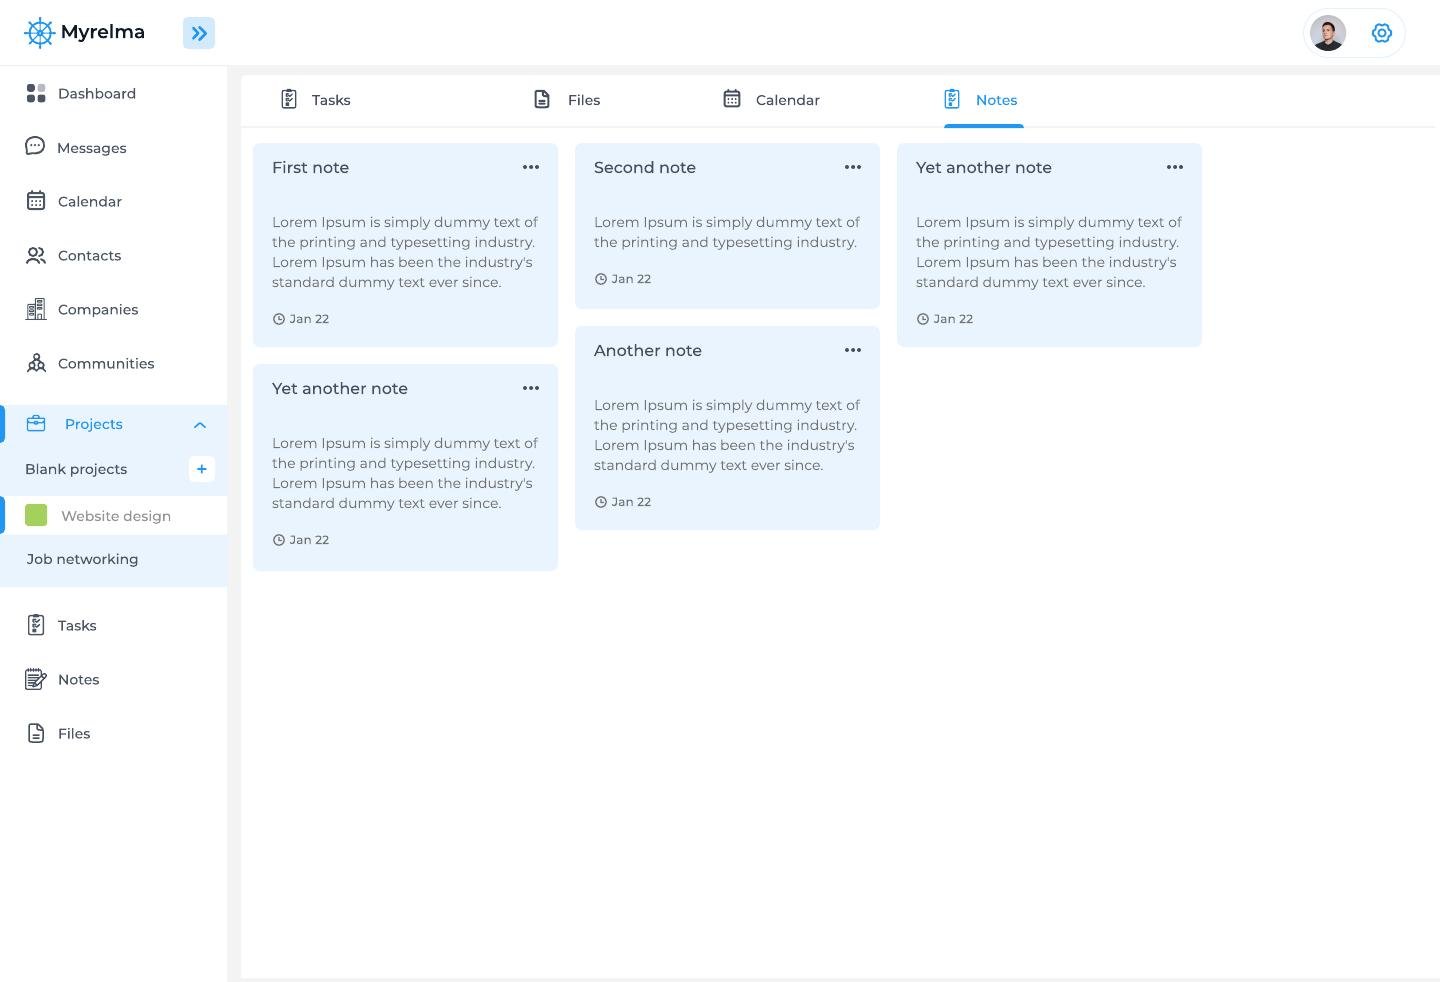 Myrelma
Dashboard
Messages
Calendar
Contacts
Companies
Communities
Projects
Blank projects
+
Website design
Job networking
Tasks
Notes
Files
Tasks
Files
Calendar
Notes
First note
Lorem Ipsum is simply dummy text of
the printing and typesetting industry.
Lorem Ipsum has been the industry's
standard dummy text ever since.
Jan 22
Yet another note
Lorem Ipsum is simply dummy text of
the printing and typesetting industry.
Lorem Ipsum has been the industry's
standard dummy text ever since.
Jan 22
Second note
Lorem Ipsum is simply dummy text of
the printing and typesetting industry.
Jan 22
Another note
Lorem Ipsum is simply dummy text of
the printing and typesetting industry.
Lorem Ipsum has been the industry's
standard dummy text ever since.
Jan 22
Yet another note
Lorem Ipsum is simply dummy text of
the printing and typesetting industry.
Lorem Ipsum has been the industry's
standard dummy text ever since.
Jan 22